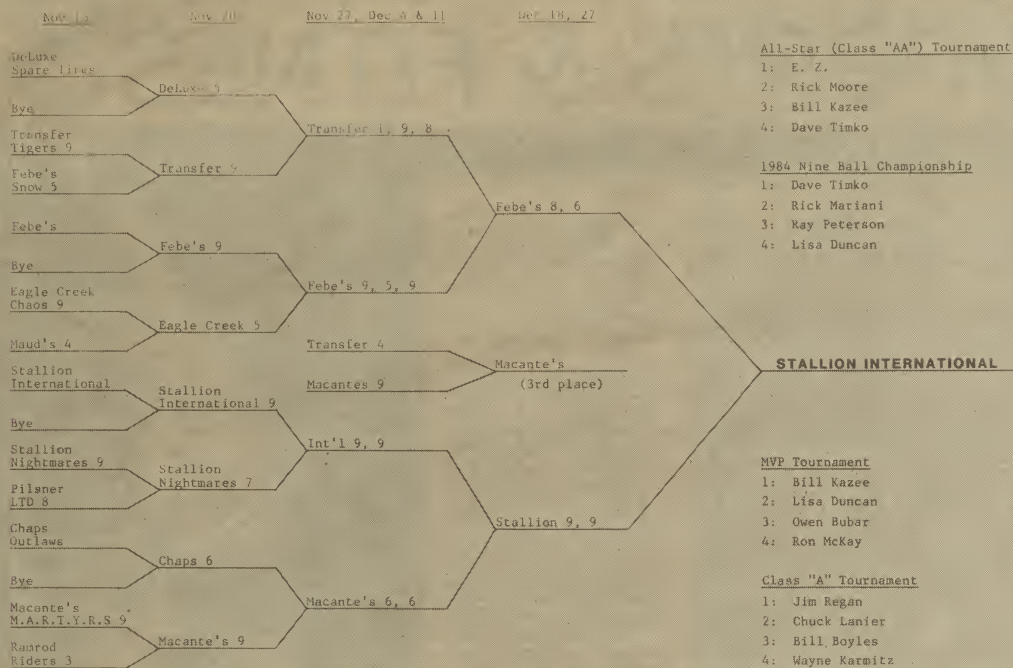 Nov 15
Nov 20
Nov 27, Dec 4 & 11
Dec 18, 27
DeLuxe
Spare Tires
Bye
Transfer
Tigers 9
Febe's
Snow 5
Febe's
Bye
Eagle Creek
Chaos 9
Maud's 4
Stallion
International
Bye
Stallion
Nightmares 9
Pilsner
LTD 8
Chaps
Outlaws
Bye
Macante's
M.A.R.T.Y.R.S 9
Ramrod
Riders 3
DeLuxe 5
Transfer 9
Febe's 9
Eagle Creek 5
Stallion
International 9
Stallion
Nightmares 7
Chaps 6
Macante's 9
Transfer 1, 9, 8
Febe's 9, 5, 9
Transfer 4
Macantes 9
Int'l 9, 9
Macante's 6, 6
Febe's 8, 6
Macante's
(3rd place)
Stallion 9, 9
STALLION INTERNATIONAL
All-Star (Class "AA") Tournament
1: E. Z.
2: Rick Moore
3: Bill Kazee
4: Dave Timko
1984 Nine Ball Championship
1: Dave Timko
2: Rick Mariani
3: Ray Peterson
4: Lisa Duncan
MVP Tournament
1: Bill Kazee
2: Lisa Duncan
3: Owen Bubar
4: Ron McKay
Class "A" Tournament
1: Jim Regan
2: Chuck Lanier
3: Bill Boyles
4: Wayne Karmitz